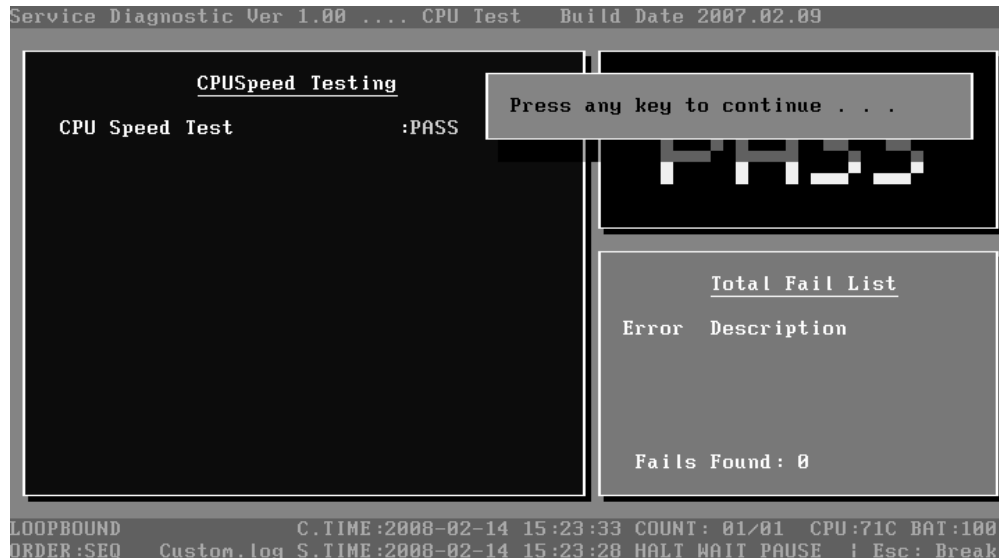 Service Diagnostic Ver 1.00 .... CPU Test Build Date 2007.02.09
CPUSpeed Testing
CPU Speed Test :PASS
Press any key to continue . . .
PASS
Total Fail List
Error Description
Fails Found: 0
LOOPBOUND C.TIME:2008-02-14 15:23:33 COUNT: 01/01 CPU:71C BAT:100
ORDER:SEQ Custom.log S.TIME:2008-02-14 15:23:28 HALT WAIT PAUSE | Esc: Break